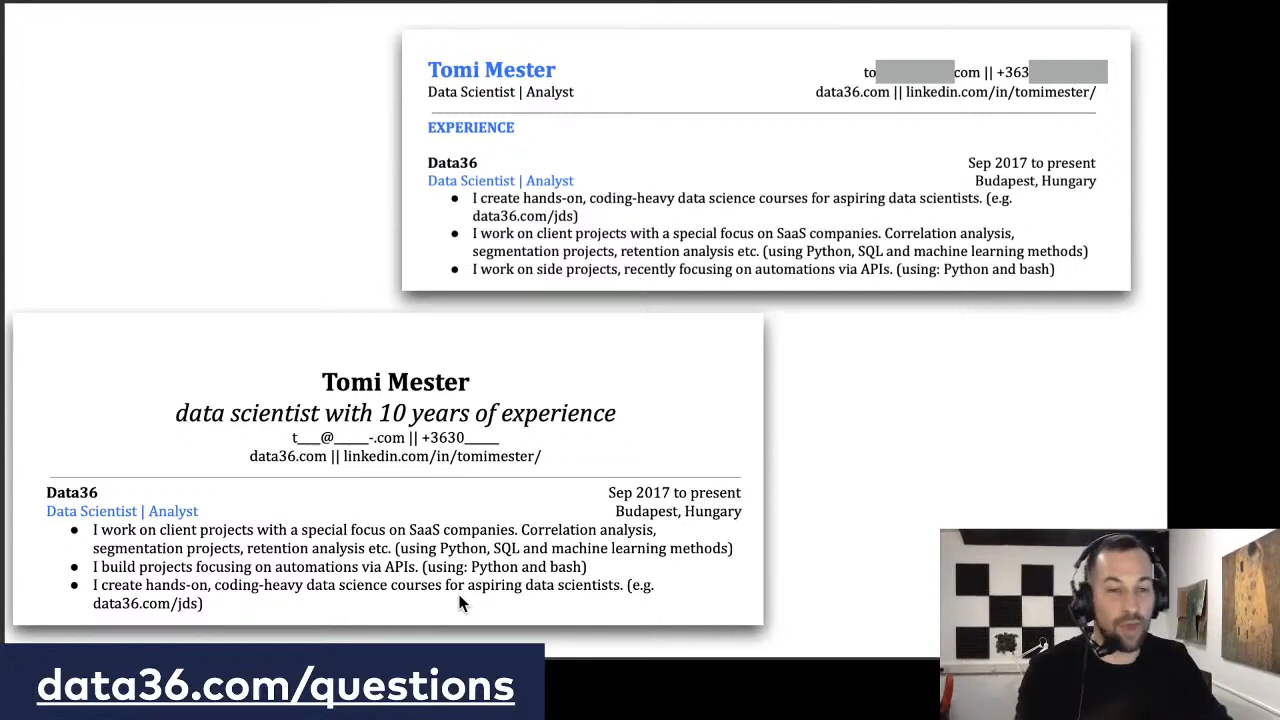 Tomi Mester
to com || +363
Data Scientist | Analyst
data36.com || linkedin.com/in/tomimester/
EXPERIENCE
Data36
Sep 2017 to present
Data Scientist | Analyst
Budapest, Hungary
● I create hands-on, coding-heavy data science courses for aspiring data scientists. (e.g.
data36.com/jds)
● I work on client projects with a special focus on SaaS companies. Correlation analysis,
segmentation projects, retention analysis etc. (using Python, SQL and machine learning methods)
● I work on side projects, recently focusing on automations via APIs. (using: Python and bash)
Tomi Mester
data scientist with 10 years of experience
t___@______-.com || +3630_____
data36.com || linkedin.com/in/tomimester/
Data36
Sep 2017 to present
Data Scientist | Analyst
Budapest, Hungary
● I work on client projects with a special focus on SaaS companies. Correlation analysis,
segmentation projects, retention analysis etc. (using Python, SQL and machine learning methods)
● I build projects focusing on automations via APIs. (using: Python and bash)
● I create hands-on, coding-heavy data science courses for aspiring data scientists. (e.g.
data36.com/jds)
data36.com/questions